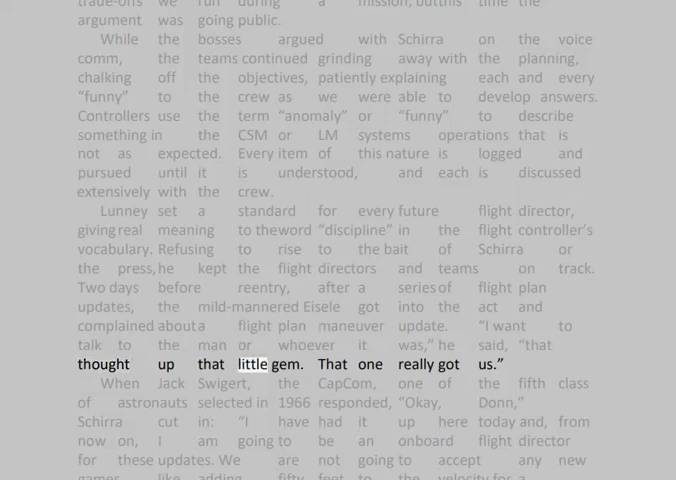 trade-offs we run during a mission, but this time the
argument was going public.
While the bosses argued with Schirra on the voice
comm, the teams continued grinding away with the planning,
chalking off the objectives, patiently explaining each and every
“funny” to the crew as we were able to develop answers.
Controllers use the term “anomaly” or “funny” to describe
something in the CSM or LM systems operations that is
not as expected. Every item of this nature is logged and
pursued until it is understood, and each is discussed
extensively with the crew.
Lunney set a standard for every future flight director,
giving real meaning to the word “discipline” in the flight controller’s
vocabulary. Refusing to rise to the bait of Schirra or
the press, he kept the flight directors and teams on track.
Two days before reentry, after a series of flight plan
updates, the mild-mannered Eisele got into the act and
complained about a flight plan maneuver update. “I want to
talk to the man or whoever it was,” he said, “that
thought up that little gem. That one really got us.”
When Jack Swigert, the CapCom, one of the fifth class
of astronauts selected in 1966 responded, “Okay, Donn,”
Schirra cut in: “I have had it up here today and, from
now on, I am going to be an onboard flight director
for these updates. We are not going to accept any new
games like adding fifty feet to the velocity for a